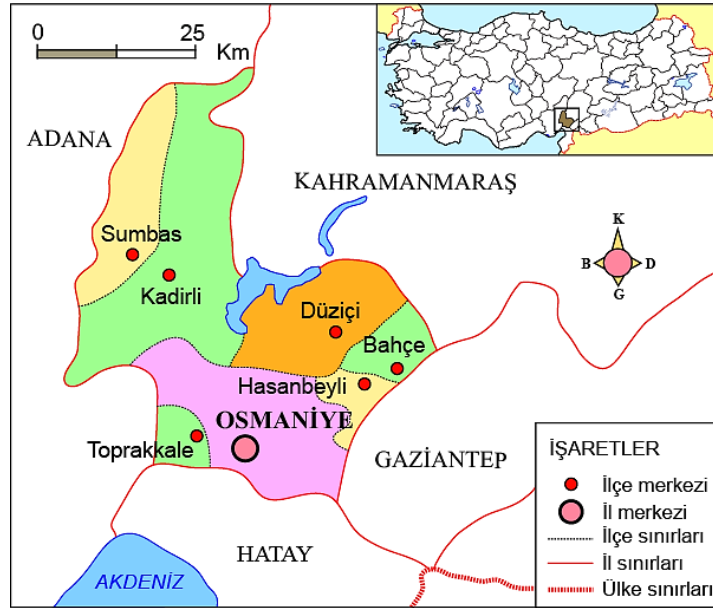 0 25
Km
ADANA
KAHRAMANMARAŞ
K
B D
G
Sumbas
Kadirli
Düziçi
Bahçe
Hasanbeyli
OSMANİYE
Toprakkale
GAZİANTEP
HATAY
AKDENİZ
İŞARETLER
İlçe merkezi
İl merkezi
İlçe sınırları
İl sınırları
Ülke sınırları